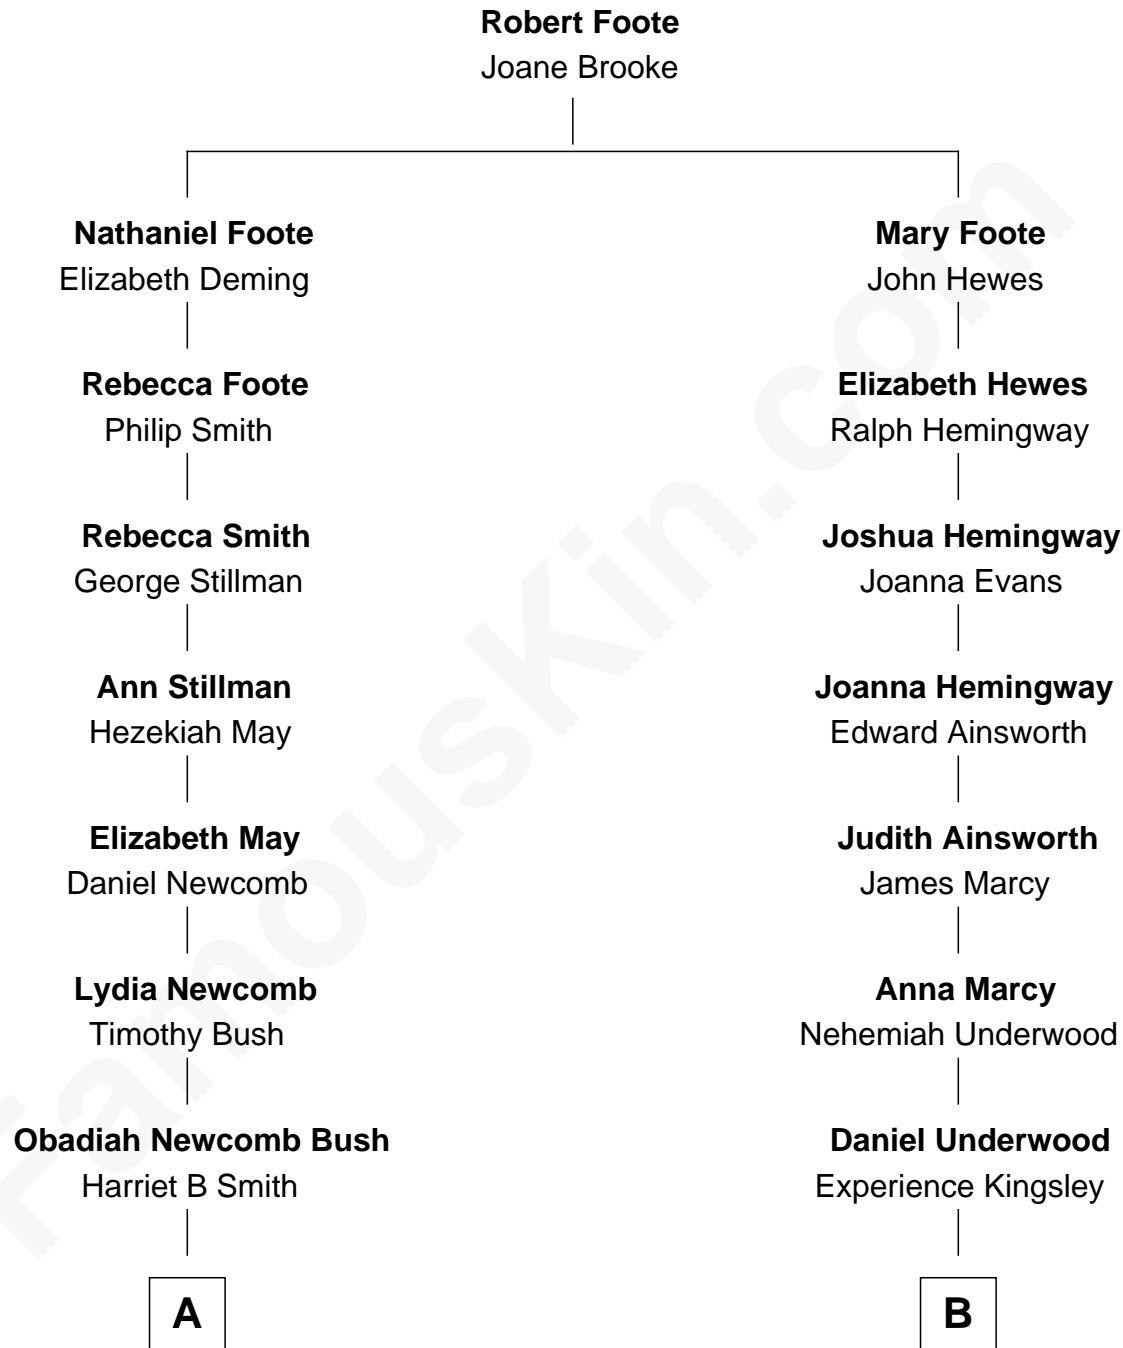 Robert Foote
Joane Brooke
Nathaniel Foote
Elizabeth Deming
Mary Foote
John Hewes
Rebecca Foote
Philip Smith
Elizabeth Hewes
Ralph Hemingway
Rebecca Smith
George Stillman
Joshua Hemingway
Joanna Evans
Ann Stillman
Hezekiah May
Joanna Hemingway
Edward Ainsworth
Elizabeth May
Daniel Newcomb
Judith Ainsworth
James Marcy
Lydia Newcomb
Timothy Bush
Anna Marcy
Nehemiah Underwood
Obadiah Newcomb Bush
Harriet B Smith
Daniel Underwood
Experience Kingsley
A
B
FamousKin.com